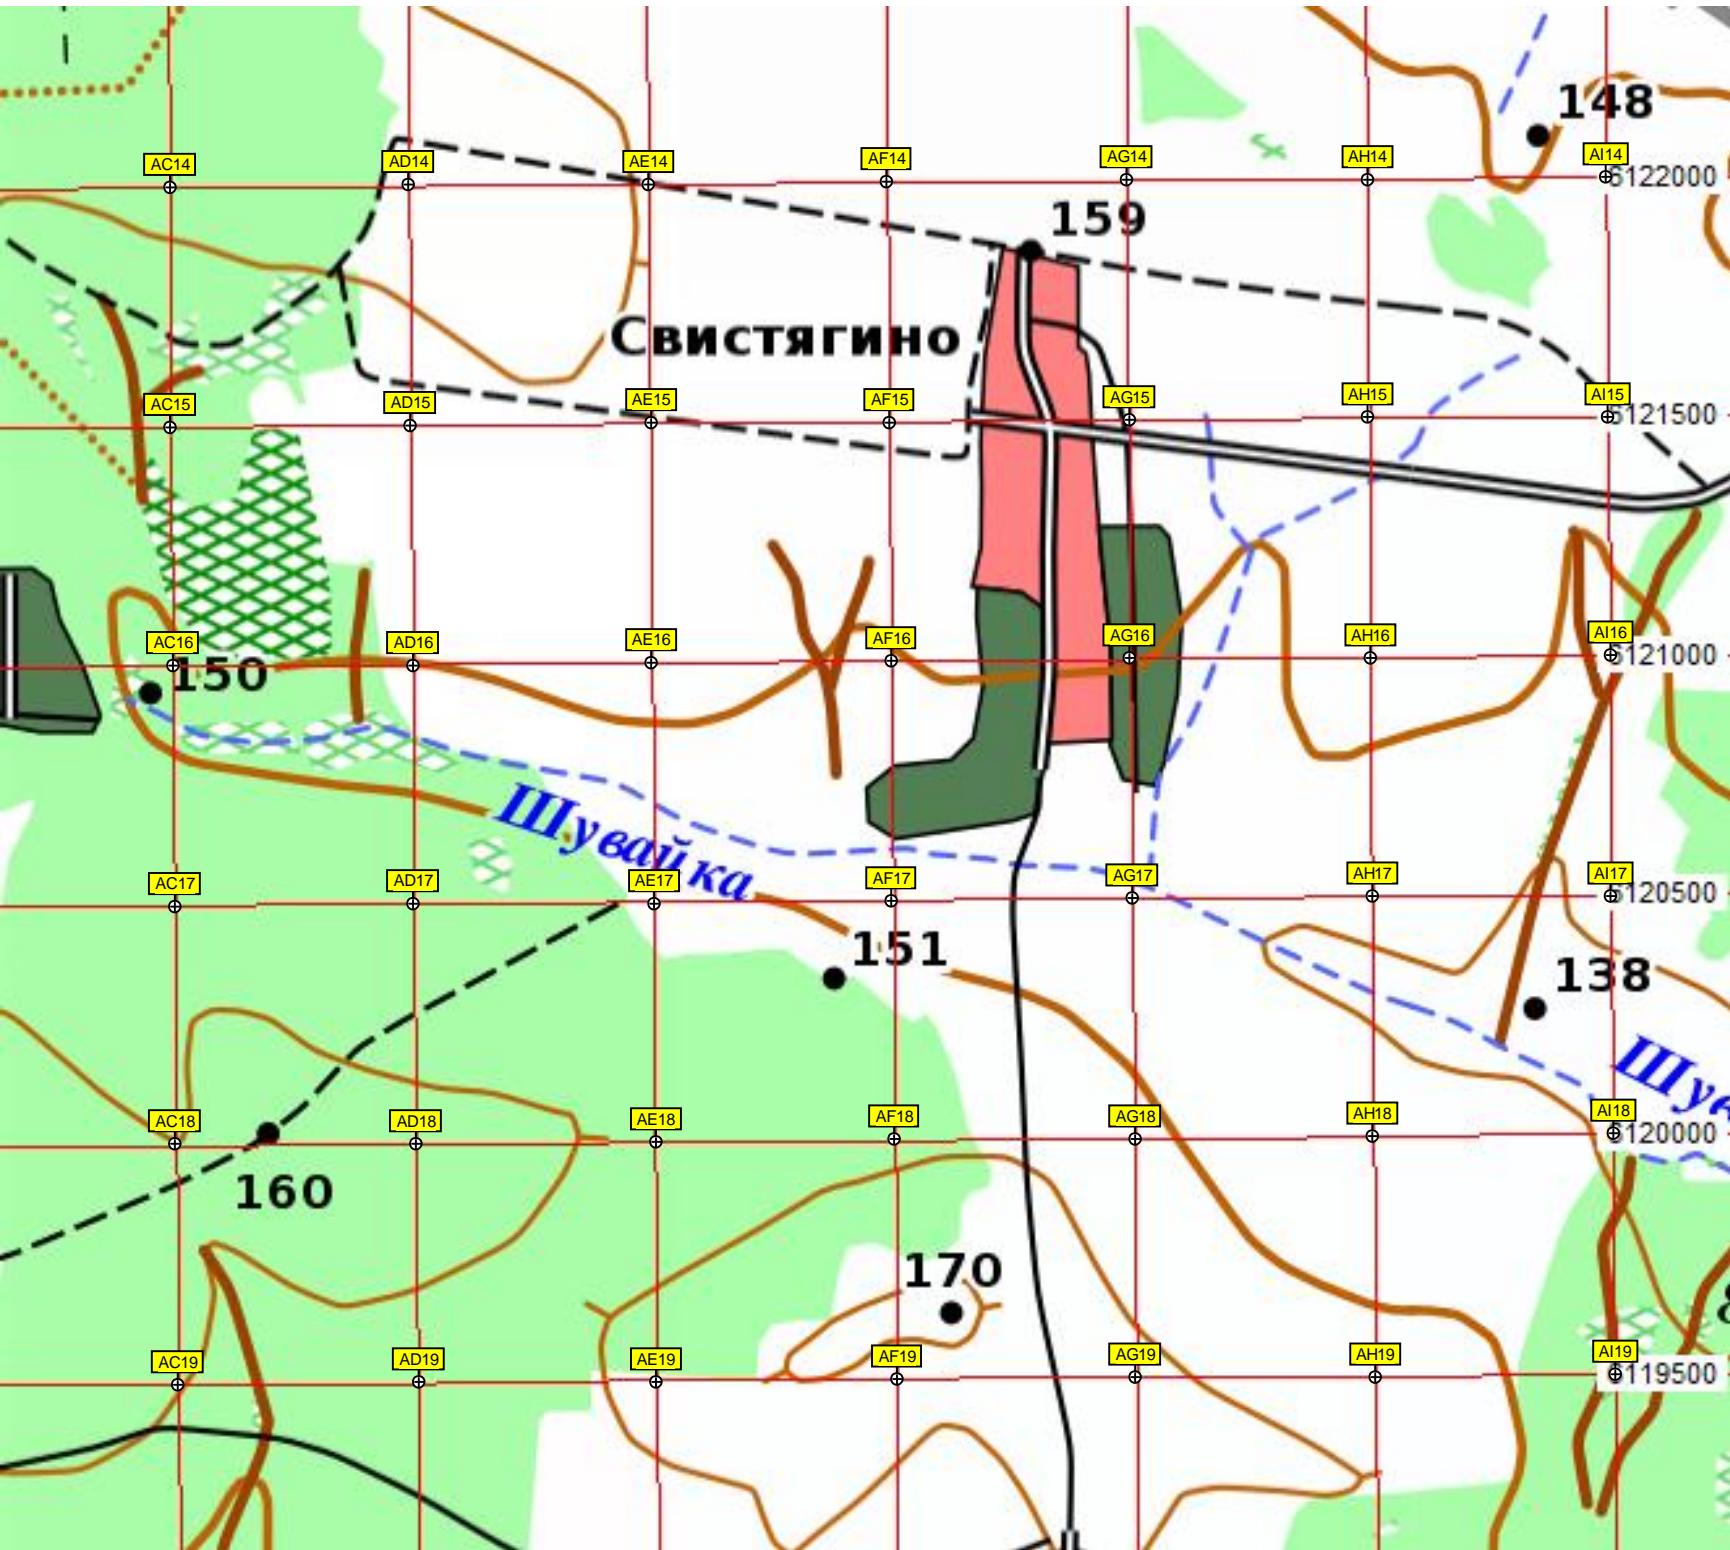 148
AC14 AD14 AE14 AF14 AG14 AH14 AI14
6122000
159
Свистягино
AC15 AD15 AE15 AF15 AG15 AH15 AI15
6121500
AC16 AD16 AE16 AF16 AG16 AH16 AI16
6121000
150
Шувайка
AC17 AD17 AE17 AF17 AG17 AH17 AI17
6120500
151
138
Шув
AC18 AD18 AE18 AF18 AG18 AH18 AI18
6120000
160
170
AC19 AD19 AE19 AF19 AG19 AH19 AI19
6119500